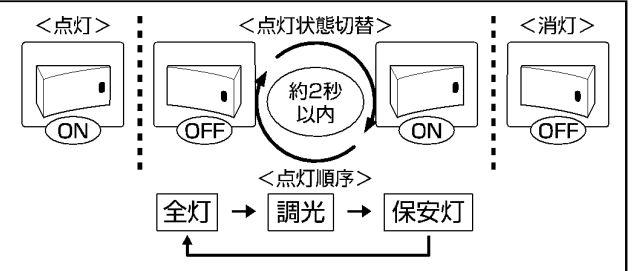 ＜点灯＞
＜点灯状態切替＞
＜消灯＞
ON
OFF
約2秒
以内
ON
OFF
＜点灯順序＞
全灯 → 調光 → 保安灯